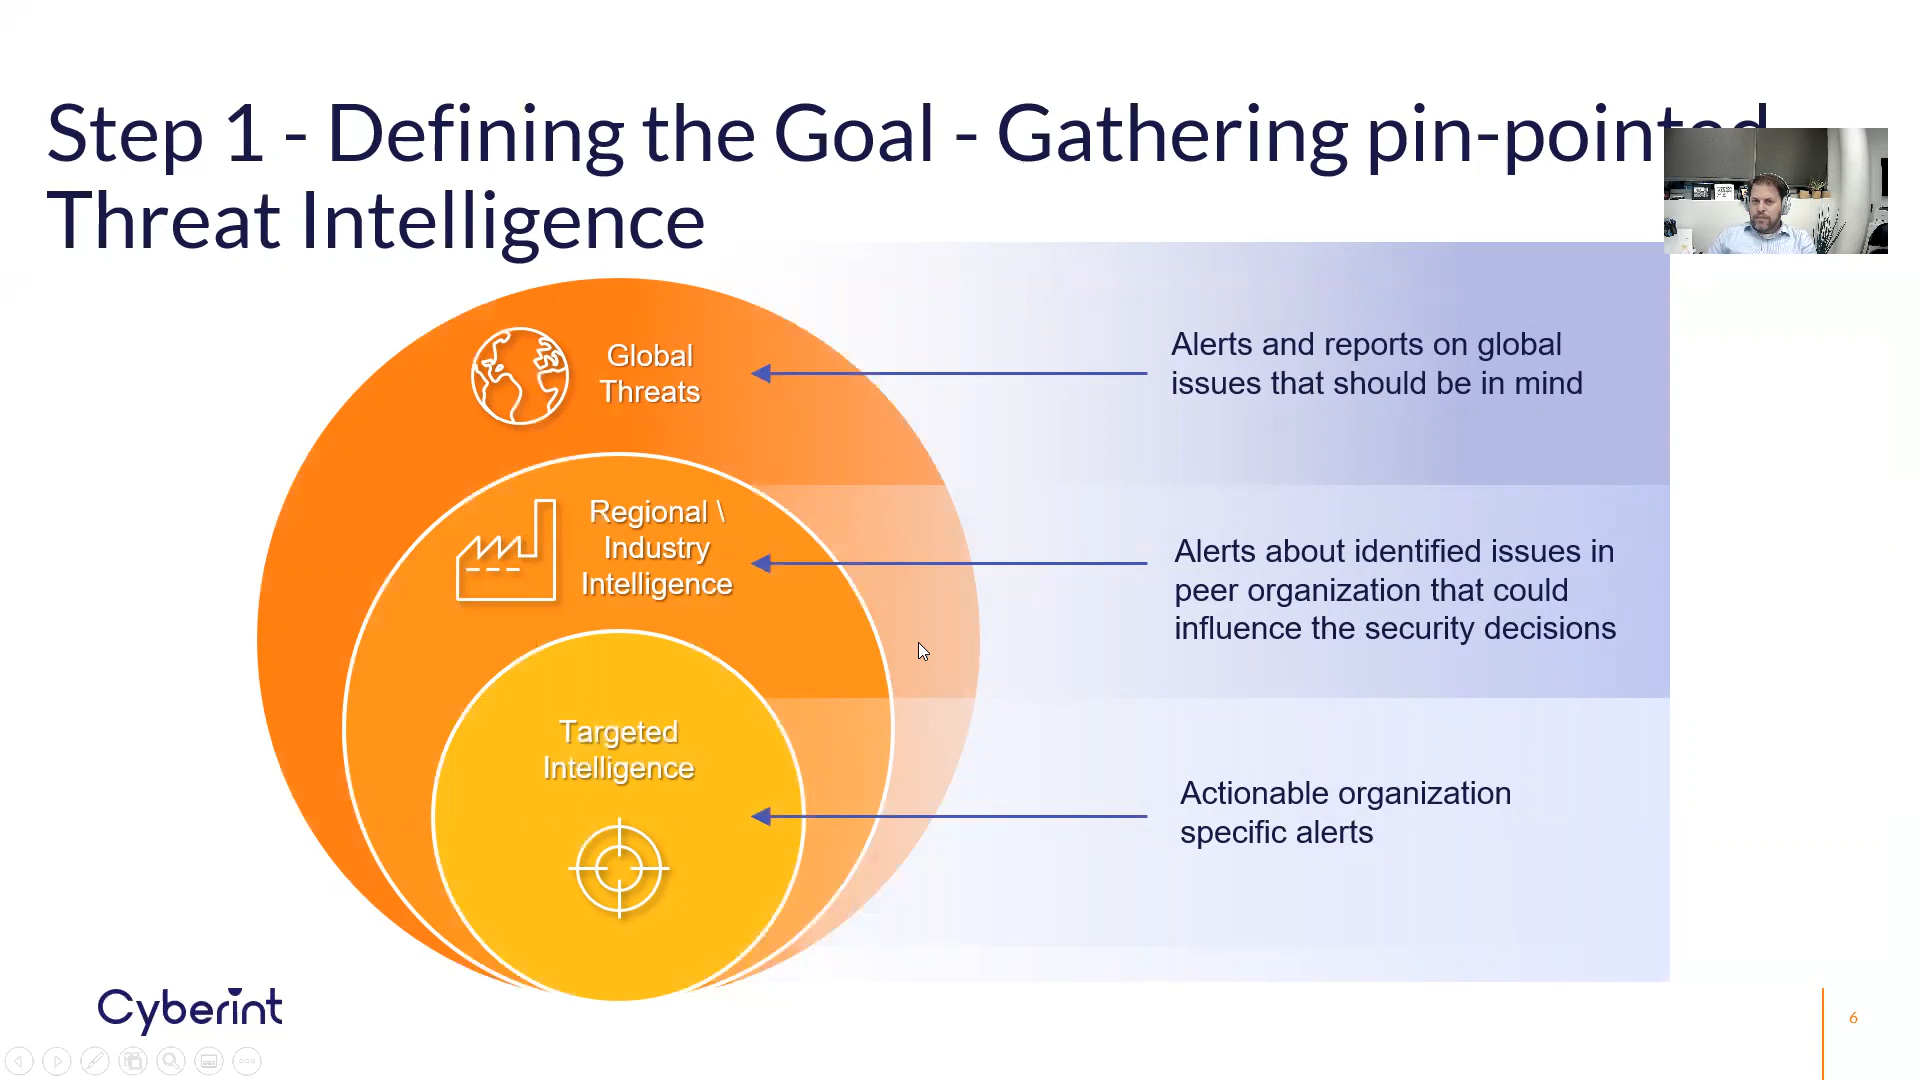 Step 1 - Defining the Goal - Gathering pin-pointed
Threat Intelligence
Global
Threats
Alerts and reports on global
issues that should be in mind
Regional \
Industry
Intelligence
Alerts about identified issues in
peer organization that could
influence the security decisions
Targeted
Intelligence
Actionable organization
specific alerts
Cyberint
6